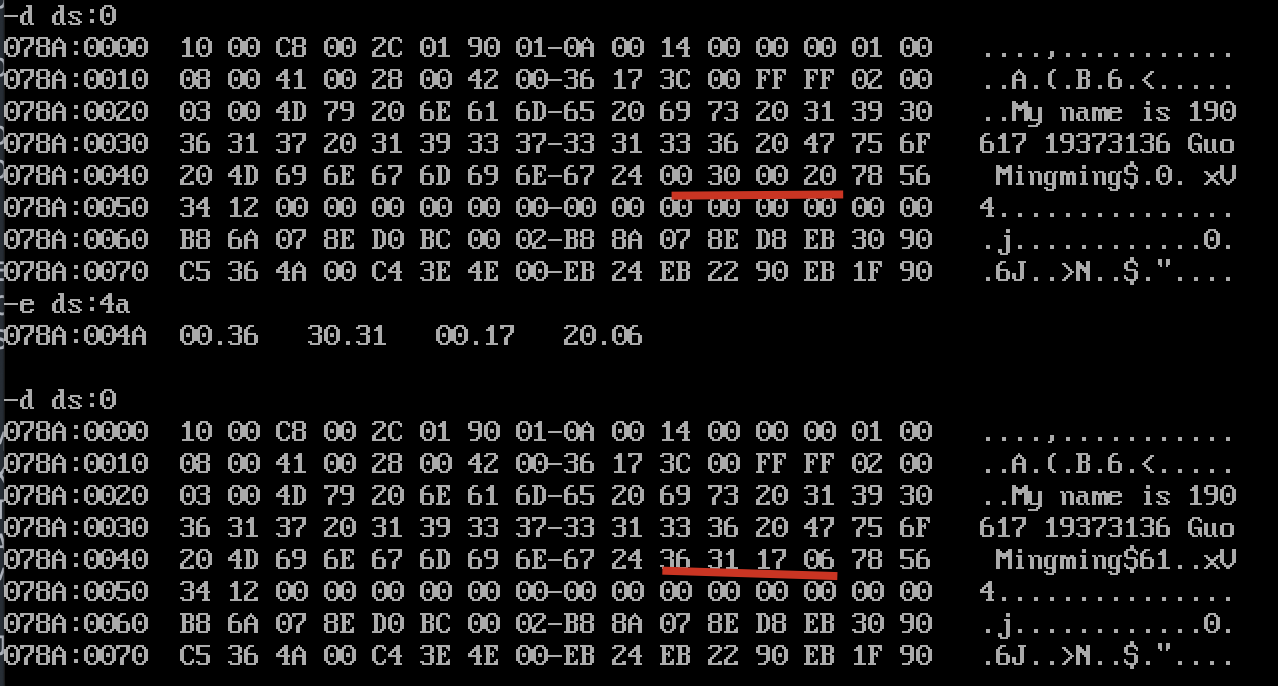 -d ds:0
078A:0000  10 00 C8 00 2C 01 90 01-0A 00 14 00 00 00 01 00   ....,...........
078A:0010  08 00 41 00 28 00 42 00-36 17 3C 00 FF FF 02 00   ..A.(.B.6.<.....
078A:0020  03 00 4D 79 20 6E 61 6D-65 20 69 73 20 31 39 30   ..My name is 190
078A:0030  36 31 37 20 31 39 33 37-33 31 33 36 20 47 75 6F   617 19373136 Guo
078A:0040  20 4D 69 6E 67 6D 69 6E-67 24 00 30 00 20 78 56    Mingming$.0. xV
078A:0050  34 12 00 00 00 00 00 00-00 00 00 00 00 00 00 00   4...............
078A:0060  B8 6A 07 8E D0 BC 00 02-B8 8A 07 8E D8 EB 30 90   .j............0.
078A:0070  C5 36 4A 00 C4 3E 4E 00-EB 24 EB 22 90 EB 1F 90   .6J..>N..$."....
-e ds:4a
078A:004A  00.36   30.31   00.17   20.06
-d ds:0
078A:0000  10 00 C8 00 2C 01 90 01-0A 00 14 00 00 00 01 00   ....,...........
078A:0010  08 00 41 00 28 00 42 00-36 17 3C 00 FF FF 02 00   ..A.(.B.6.<.....
078A:0020  03 00 4D 79 20 6E 61 6D-65 20 69 73 20 31 39 30   ..My name is 190
078A:0030  36 31 37 20 31 39 33 37-33 31 33 36 20 47 75 6F   617 19373136 Guo
078A:0040  20 4D 69 6E 67 6D 69 6E-67 24 36 31 17 06 78 56    Mingming$61..xV
078A:0050  34 12 00 00 00 00 00 00-00 00 00 00 00 00 00 00   4...............
078A:0060  B8 6A 07 8E D0 BC 00 02-B8 8A 07 8E D8 EB 30 90   .j............0.
078A:0070  C5 36 4A 00 C4 3E 4E 00-EB 24 EB 22 90 EB 1F 90   .6J..>N..$."....